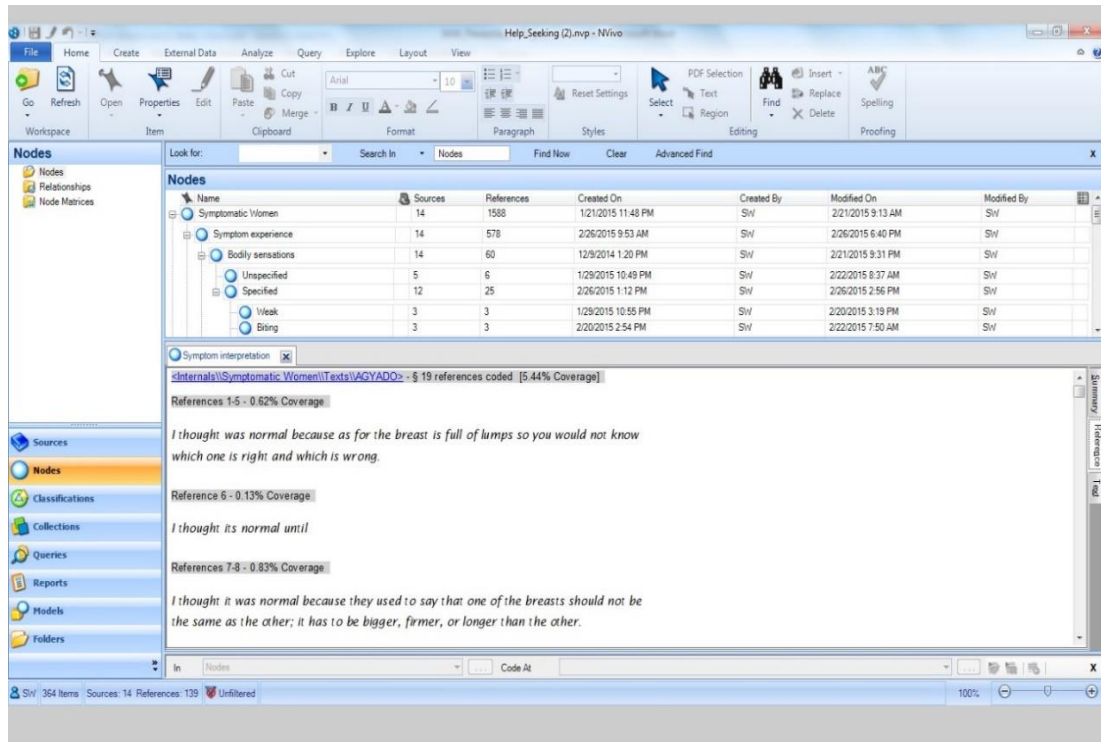 Help_Seeking (2).nvp - NVivo
File Home Create External Data Analyze Query Explore Layout View
Go Refresh Open Properties Edit Paste Cut Copy Merge
Arial 10
B I U A
Reset Settings
Select PDF Selection Text Region Find Insert Replace Delete
ABC Spelling
Workspace Item Clipboard Format Paragraph Styles Editing Proofing
Nodes
Nodes
Relationships
Node Matrices
Sources
Nodes
Classifications
Collections
Queries
Reports
Models
Folders
Look for: Search In Nodes Find Now Clear Advanced Find X
Nodes
Name Sources References Created On Created By Modified On Modified By
Symptomatic Women 14 1588 1/21/2015 11:48 PM SW 2/21/2015 9:13 AM SW
Symptom experience 14 578 2/26/2015 9:53 AM SW 2/26/2015 6:40 PM SW
Bodily sensations 14 60 12/9/2014 1:20 PM SW 2/21/2015 9:31 PM SW
Unspecified 5 6 1/29/2015 10:49 PM SW 2/22/2015 8:37 AM SW
Specified 12 25 2/26/2015 1:12 PM SW 2/26/2015 2:56 PM SW
Weak 3 3 1/29/2015 10:55 PM SW 2/20/2015 3:19 PM SW
Biting 3 3 2/20/2015 2:54 PM SW 2/22/2015 7:50 AM SW
Symptom interpretation
<Internals\\Symptomatic Women\\Texts\\AGYADO> - § 19 references coded [5.44% Coverage]
References 1-5 - 0.62% Coverage
I thought was normal because as for the breast is full of lumps so you would not know
which one is right and which is wrong.
Reference 6 - 0.13% Coverage
I thought its normal until
References 7-8 - 0.83% Coverage
I thought it was normal because they used to say that one of the breasts should not be
the same as the other; it has to be bigger, firmer, or longer than the other.
Summary
Reference
Text
In Nodes ... Code At ... X
SW 364 Items Sources: 14 References: 139 Unfiltered 100%